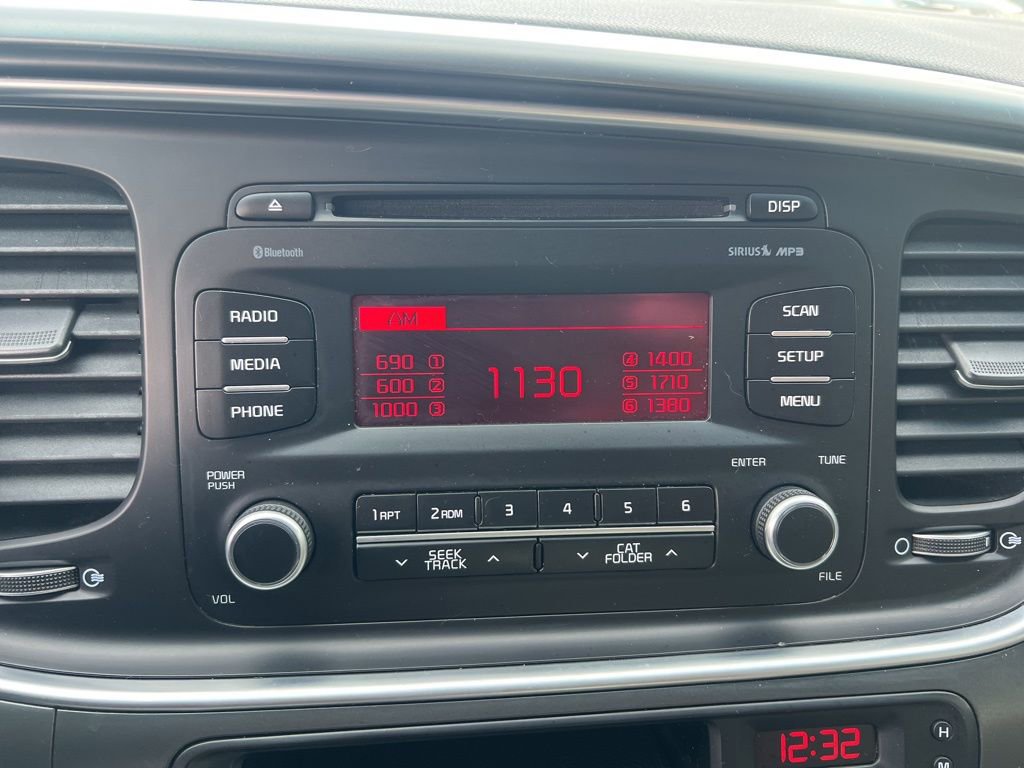 DISP
Bluetooth
SIRIUS MP3
RADIO
MEDIA
PHONE
AM
690 1
600 2
1000 3
1130
4 1400
5 1710
6 1380
SCAN
SETUP
MENU
POWER
PUSH
VOL
1 RPT 2 RDM 3 4 5 6
SEEK
TRACK
CAT
FOLDER
ENTER
TUNE
FILE
12:32
H
M